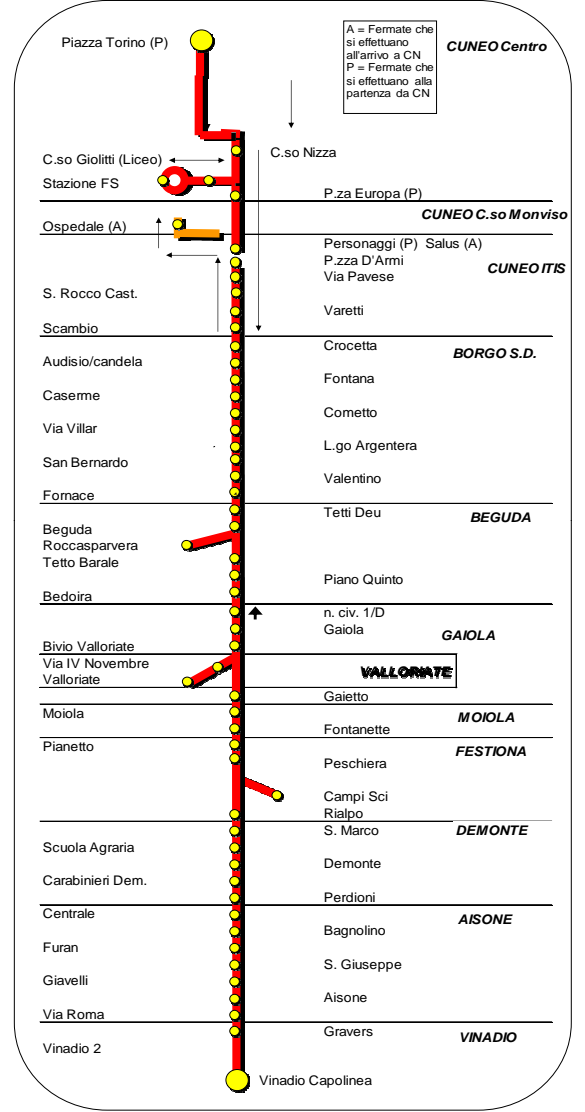 Piazza Torino (P)
A = Fermate che
si effettuano
all'arrivo a CN
P = Fermate che
si effettuano alla
partenza da CN
CUNEO Centro
C.so Nizza
C.so Giolitti (Liceo)
Stazione FS
P.za Europa (P)
CUNEO C.so Monviso
Ospedale (A)
Personaggi (P) Salus (A)
P.zza D'Armi
CUNEO ITIS
Via Pavese
S. Rocco Cast.
Varetti
Scambio
Crocetta
BORGO S.D.
Audisio/candela
Fontana
Caserme
Cometto
Via Villar
L.go Argentera
San Bernardo
Valentino
Fornace
Tetti Deu
BEGUDA
Beguda
Roccasparvera
Tetto Barale
Piano Quinto
Bedoira
n. civ. 1/D
Gaiola
GAIOLA
Bivio Valloriate
Via IV Novembre
VALLORIATE
Valloriate
Gaietto
Moiola
MOIOLA
Fontanette
Pianetto
FESTIONA
Peschiera
Campi Sci
Rialpo
S. Marco
DEMONTE
Scuola Agraria
Demonte
Carabinieri Dem.
Perdioni
Centrale
AISONE
Bagnolino
Furan
S. Giuseppe
Giavelli
Aisone
Via Roma
Gravers
VINADIO
Vinadio 2
Vinadio Capolinea